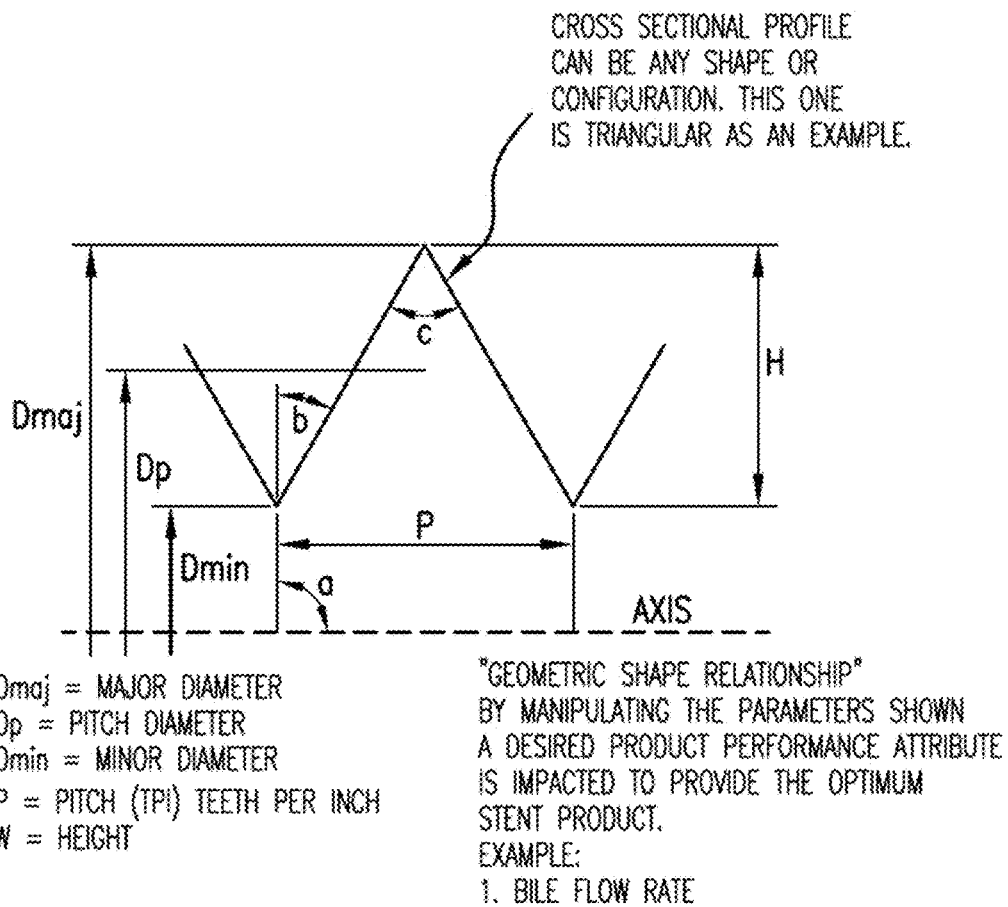 CROSS SECTIONAL PROFILE
CAN BE ANY SHAPE OR
CONFIGURATION. THIS ONE
IS TRIANGULAR AS AN EXAMPLE.
c
H
Dmaj
b
Dp
P
Dmin
a
AXIS
Dmaj = MAJOR DIAMETER
Dp = PITCH DIAMETER
Dmin = MINOR DIAMETER
P = PITCH (TPI) TEETH PER INCH
W = HEIGHT
"GEOMETRIC SHAPE RELATIONSHIP"
BY MANIPULATING THE PARAMETERS SHOWN
A DESIRED PRODUCT PERFORMANCE ATTRIBUTE
IS IMPACTED TO PROVIDE THE OPTIMUM
STENT PRODUCT.
EXAMPLE:
1. BILE FLOW RATE